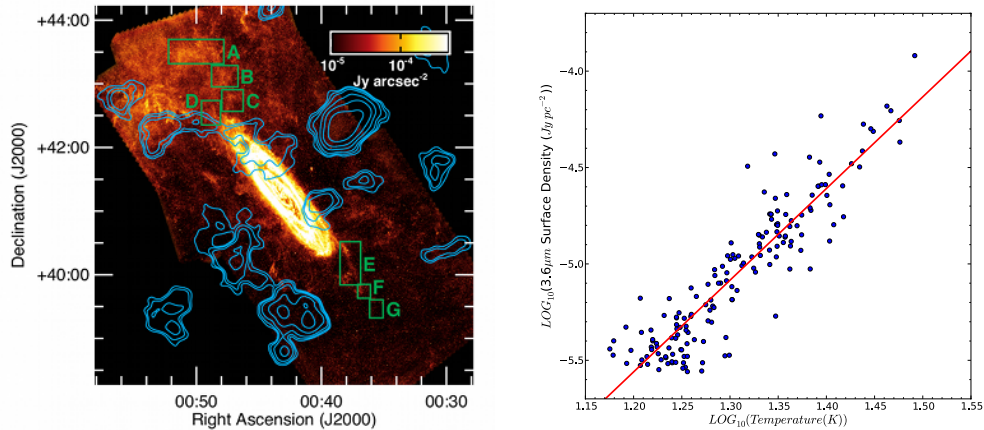 +44:00
+42:00
+40:00
Declination (J2000)
00:50
00:40
00:30
Right Ascension (J2000)
10⁻⁵
10⁻⁴
Jy arcsec⁻²
A
B
C
D
E
F
G
−4.0
−4.5
−5.0
−5.5
LOG₁₀(3.6μm Surface Density (Jy pc⁻²))
1.15 1.20 1.25 1.30 1.35 1.40 1.45 1.50 1.55
LOG₁₀(Temperature(K))